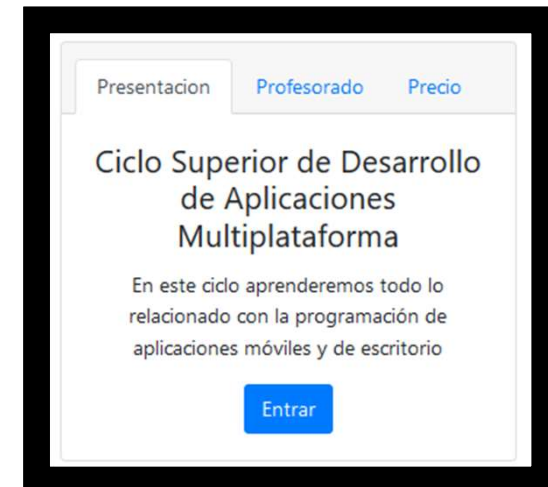 Presentacion Profesorado Precio
Ciclo Superior de Desarrollo
de Aplicaciones
Multiplataforma
En este ciclo aprenderemos todo lo
relacionado con la programación de
aplicaciones móviles y de escritorio
Entrar